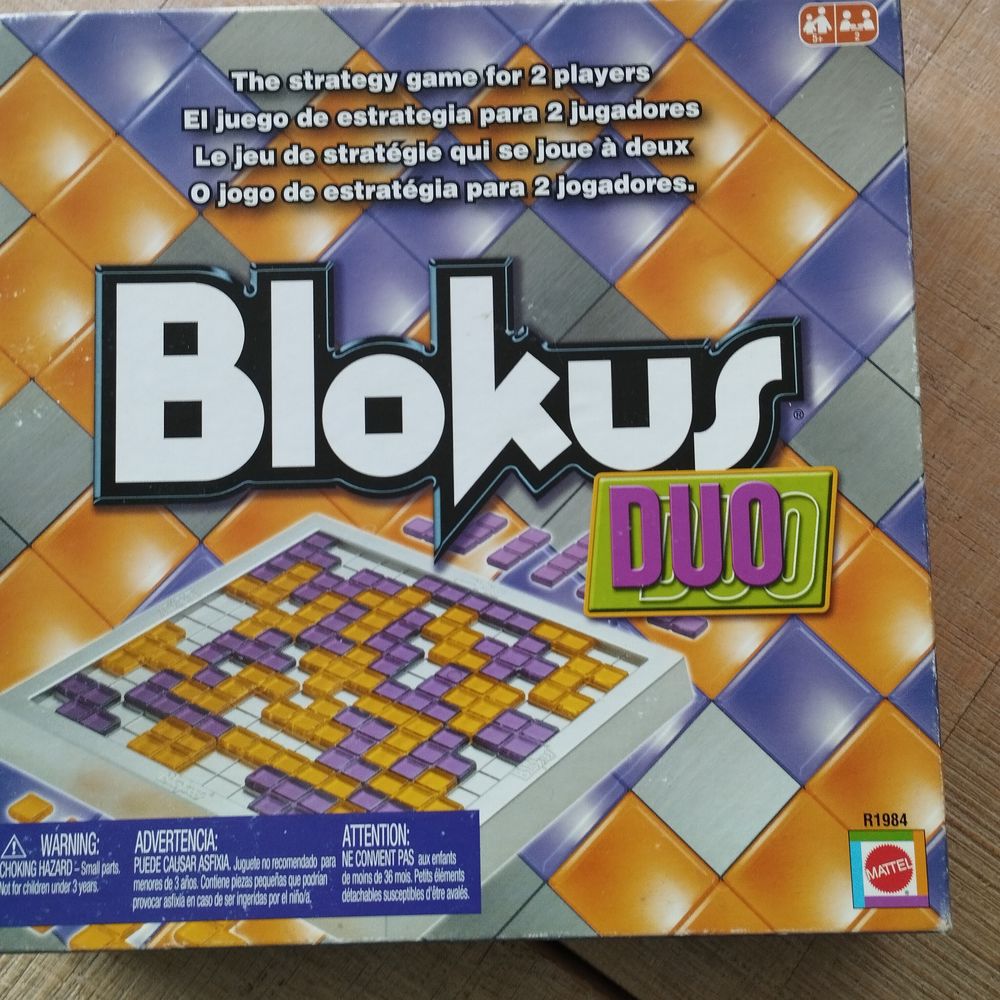 5+
2
The strategy game for 2 players
El juego de estrategia para 2 jugadores
Le jeu de stratégie qui se joue à deux
O jogo de estratégia para 2 jogadores.
Blokus®
DUO
WARNING:
CHOKING HAZARD – Small parts.
Not for children under 3 years.
ADVERTENCIA:
PUEDE CAUSAR ASFIXIA. Juguete no recomendado para
menores de 3 años. Contiene piezas pequeñas que podrían
provocar asfixia en caso de ser ingeridas por el niño/a.
ATTENTION:
NE CONVIENT PAS aux enfants
de moins de 36 mois. Petits éléments
détachables susceptibles d'être avalés.
R1984
MATTEL